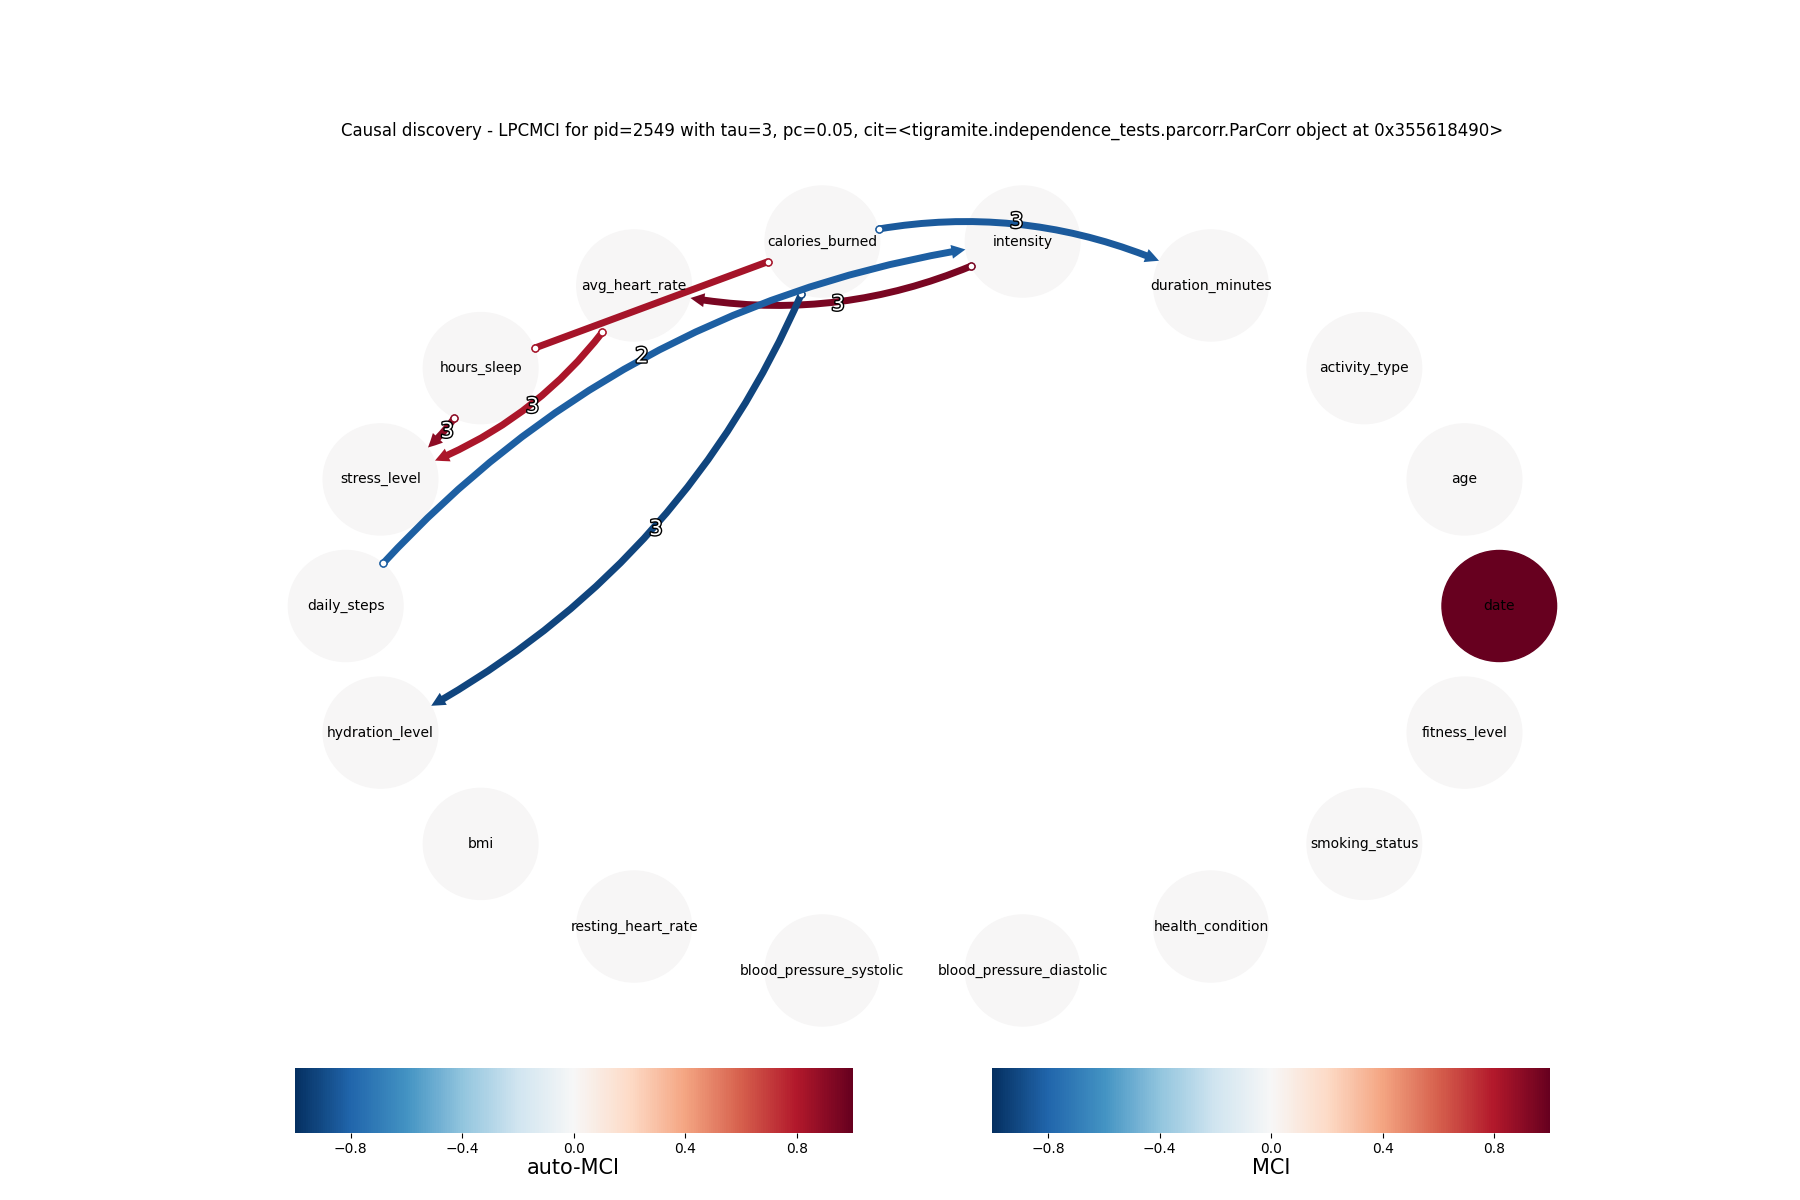 Causal discovery - LPCMCI for pid=2549 with tau=3, pc=0.05, cit=<tigramite.independence_tests.parcorr.ParCorr object at 0x355618490>
3
calories_burned
intensity
avg_heart_rate
duration_minutes
3
2
hours_sleep
activity_type
3
3
stress_level
age
3
daily_steps
date
hydration_level
fitness_level
bmi
smoking_status
resting_heart_rate
health_condition
blood_pressure_systolic
blood_pressure_diastolic
−0.8 −0.4 0.0 0.4 0.8
auto-MCI
−0.8 −0.4 0.0 0.4 0.8
MCI